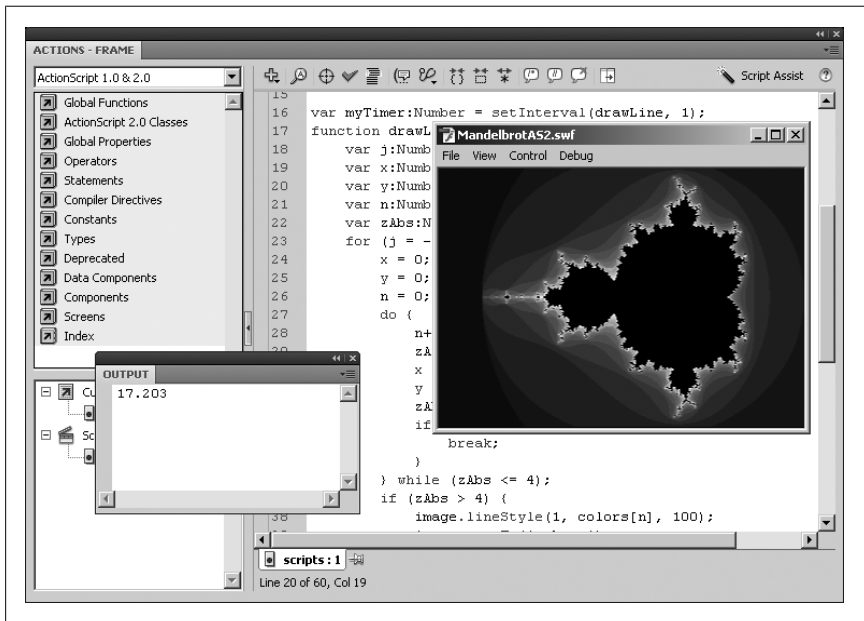 ACTIONS - FRAME
ActionScript 1.0 & 2.0
Script Assist
Global Functions
ActionScript 2.0 Classes
Global Properties
Operators
Statements
Compiler Directives
Constants
Types
Deprecated
Data Components
Components
Screens
Index
15
16 var myTimer:Number = setInterval(drawLine, 1);
17 function drawL
18 var j:Numb
19 var x:Numb
20 var y:Numb
21 var n:Numb
22 var zAbs:N
23 for (j = -
24 x = 0;
25 y = 0;
26 n = 0;
27 do {
28 n+
zA
x
y
zA
if
break;
}
} while (zAbs <= 4);
if (zAbs > 4) {
38 image.lineStyle(1, colors[n], 100);
MandelbrotAS2.swf
File View Control Debug
OUTPUT
17.203
Cu
Sc
scripts : 1
Line 20 of 60, Col 19